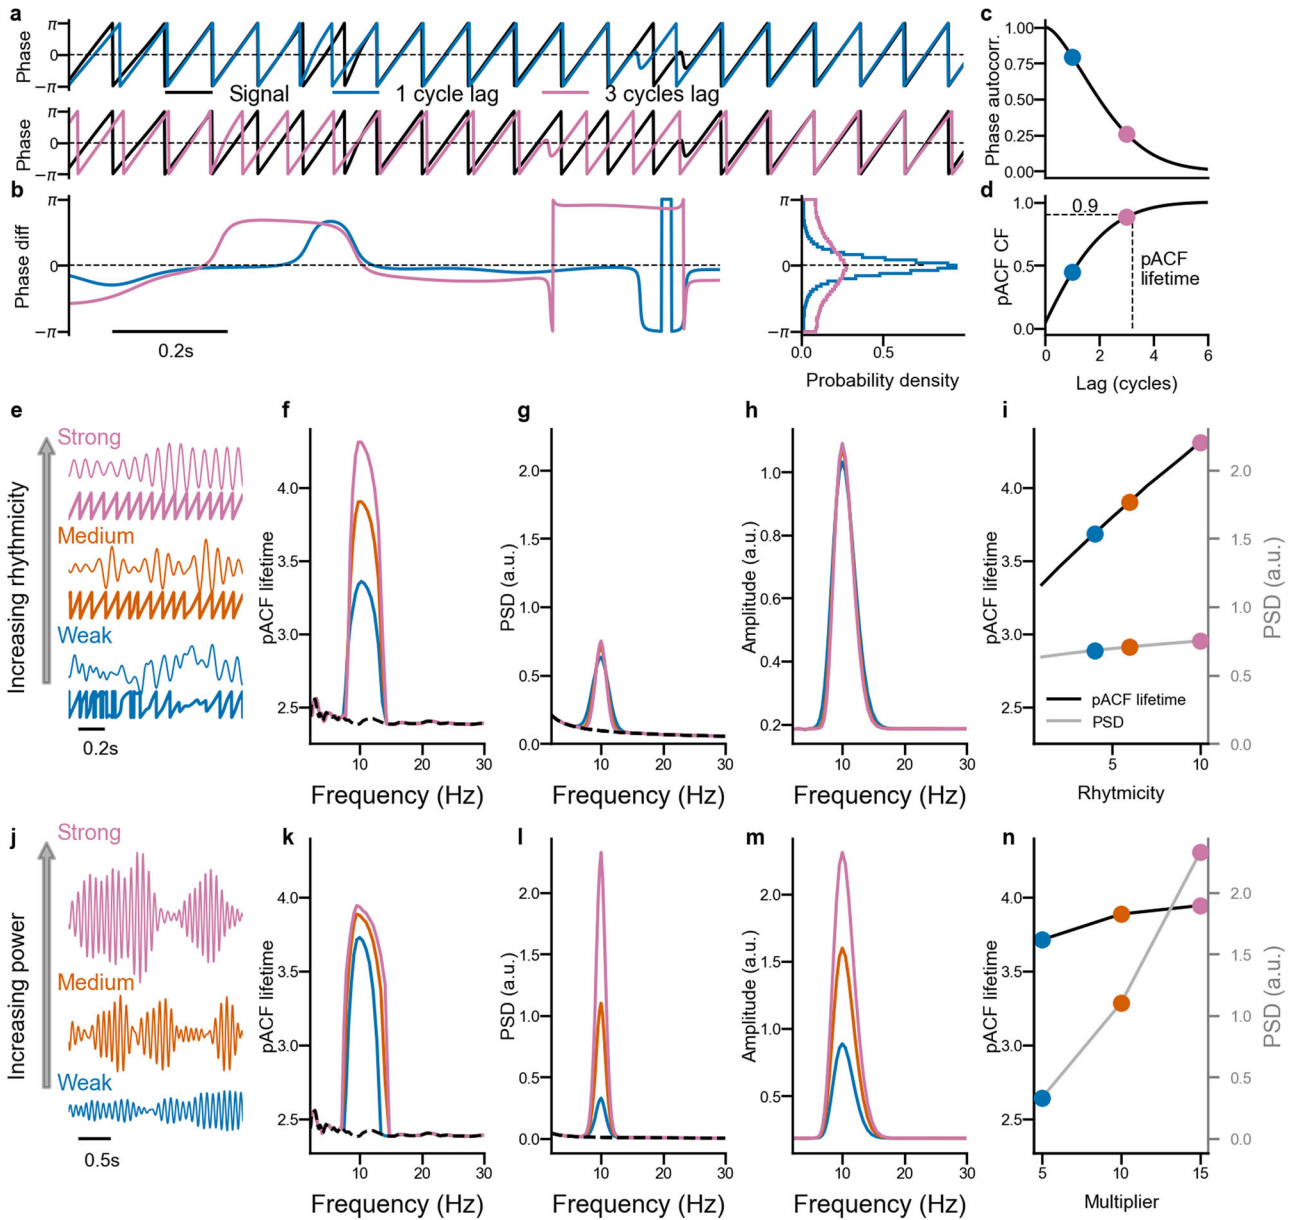 a
Phase
π
0
−π
Signal
1 cycle lag
3 cycles lag
Phase
π
0
−π
b
Phase diff
π
0
−π
0.2s
π
0
−π
0.0
0.5
Probability density
c
Phase autocorr.
1.00
0.75
0.50
0.25
0.00
d
pACF CF
1.0
0.5
0.0
0.9
pACF
lifetime
0
2
4
6
Lag (cycles)
e
Increasing rhythmicity
Strong
Medium
Weak
0.2s
f
pACF lifetime
4.0
3.5
3.0
2.5
10
20
30
Frequency (Hz)
g
PSD (a.u.)
2.0
1.5
1.0
0.5
0.0
10
20
30
Frequency (Hz)
h
Amplitude (a.u.)
1.0
0.8
0.6
0.4
0.2
10
20
30
Frequency (Hz)
i
pACF lifetime
4.0
3.5
3.0
2.5
pACF lifetime
PSD
5
10
Rhytmicity
2.0
1.5
1.0
0.5
0.0
PSD (a.u.)
j
Increasing power
Strong
Medium
Weak
0.5s
k
pACF lifetime
4.0
3.5
3.0
2.5
10
20
30
Frequency (Hz)
l
PSD (a.u.)
2.0
1.5
1.0
0.5
0.0
10
20
30
Frequency (Hz)
m
Amplitude (a.u.)
2.0
1.5
1.0
0.5
10
20
30
Frequency (Hz)
n
pACF lifetime
4.0
3.5
3.0
2.5
5
10
15
Multiplier
2.0
1.5
1.0
0.5
0.0
PSD (a.u.)